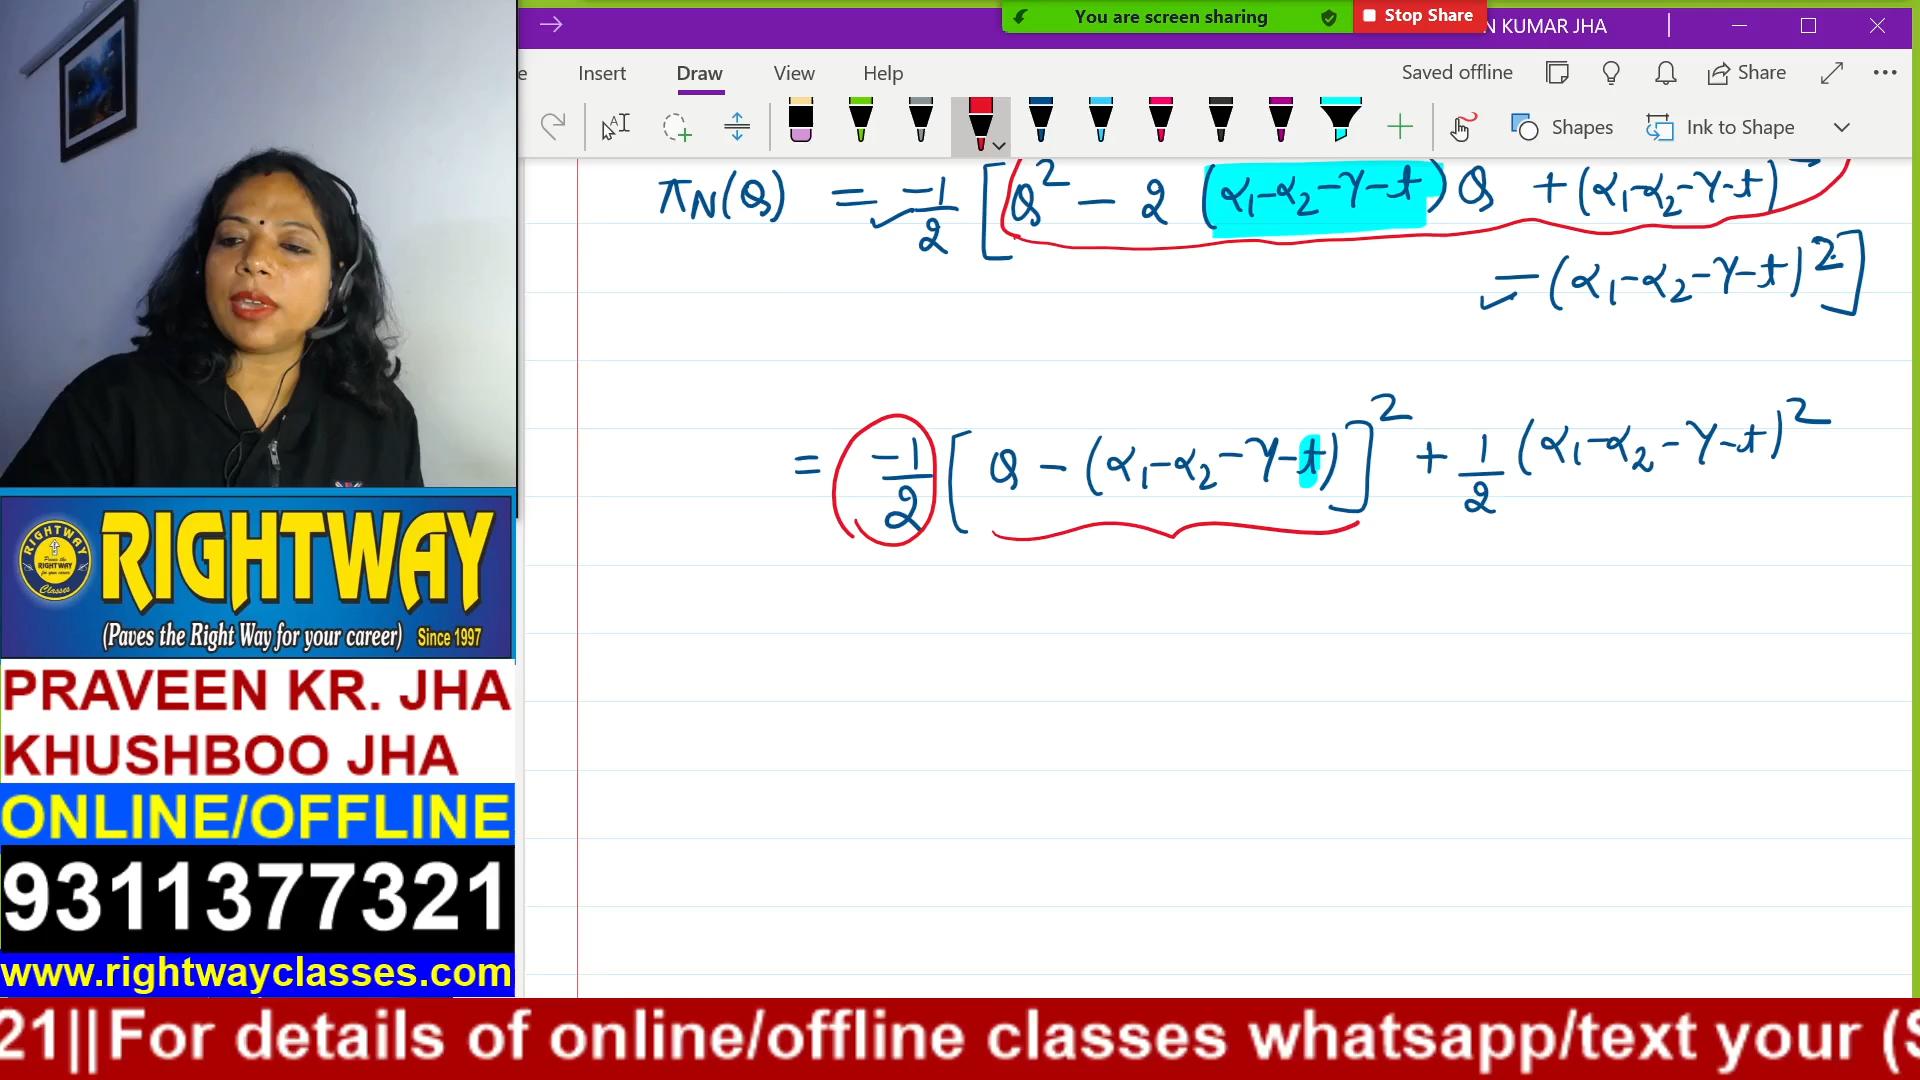 You are screen sharing
Stop Share
N KUMAR JHA
Insert Draw View Help
Saved offline
Share
Shapes
Ink to Shape
πN(Q) = -1/2 [Q² - 2 (α₁-α₂-γ-t) Q + (α₁-α₂-γ-t)
- (α₁-α₂-γ-t)²]
= -1/2 [Q - (α₁-α₂-γ-t)]² + 1/2 (α₁-α₂-γ-t)²
RIGHTWAY
Classes
RIGHTWAY
(Paves the Right Way for your career) Since 1997
PRAVEEN KR. JHA
KHUSHBOO JHA
ONLINE/OFFLINE
9311377321
www.rightwayclasses.com
21||For details of online/offline classes whatsapp/text your (S